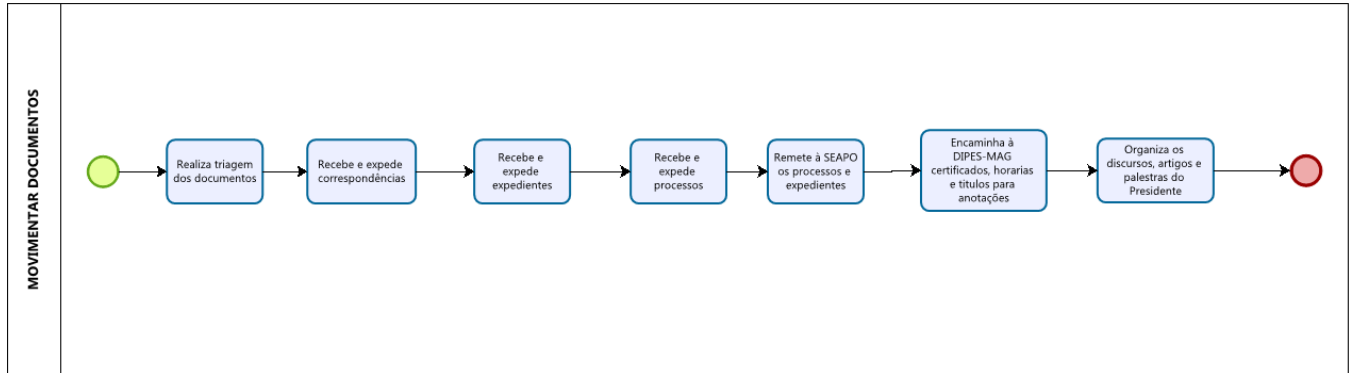 MOVIMENTAR DOCUMENTOS
Realiza triagem
dos documentos
Recebe e expede
correspondências
Recebe e
expede
expedientes
Recebe e
expede
processos
Remete à SEAPO
os processos e
expedientes
Encaminha à
DIPES-MAG
certificados, horarias
e titulos para
anotações
Organiza os
discursos, artigos e
palestras do
Presidente